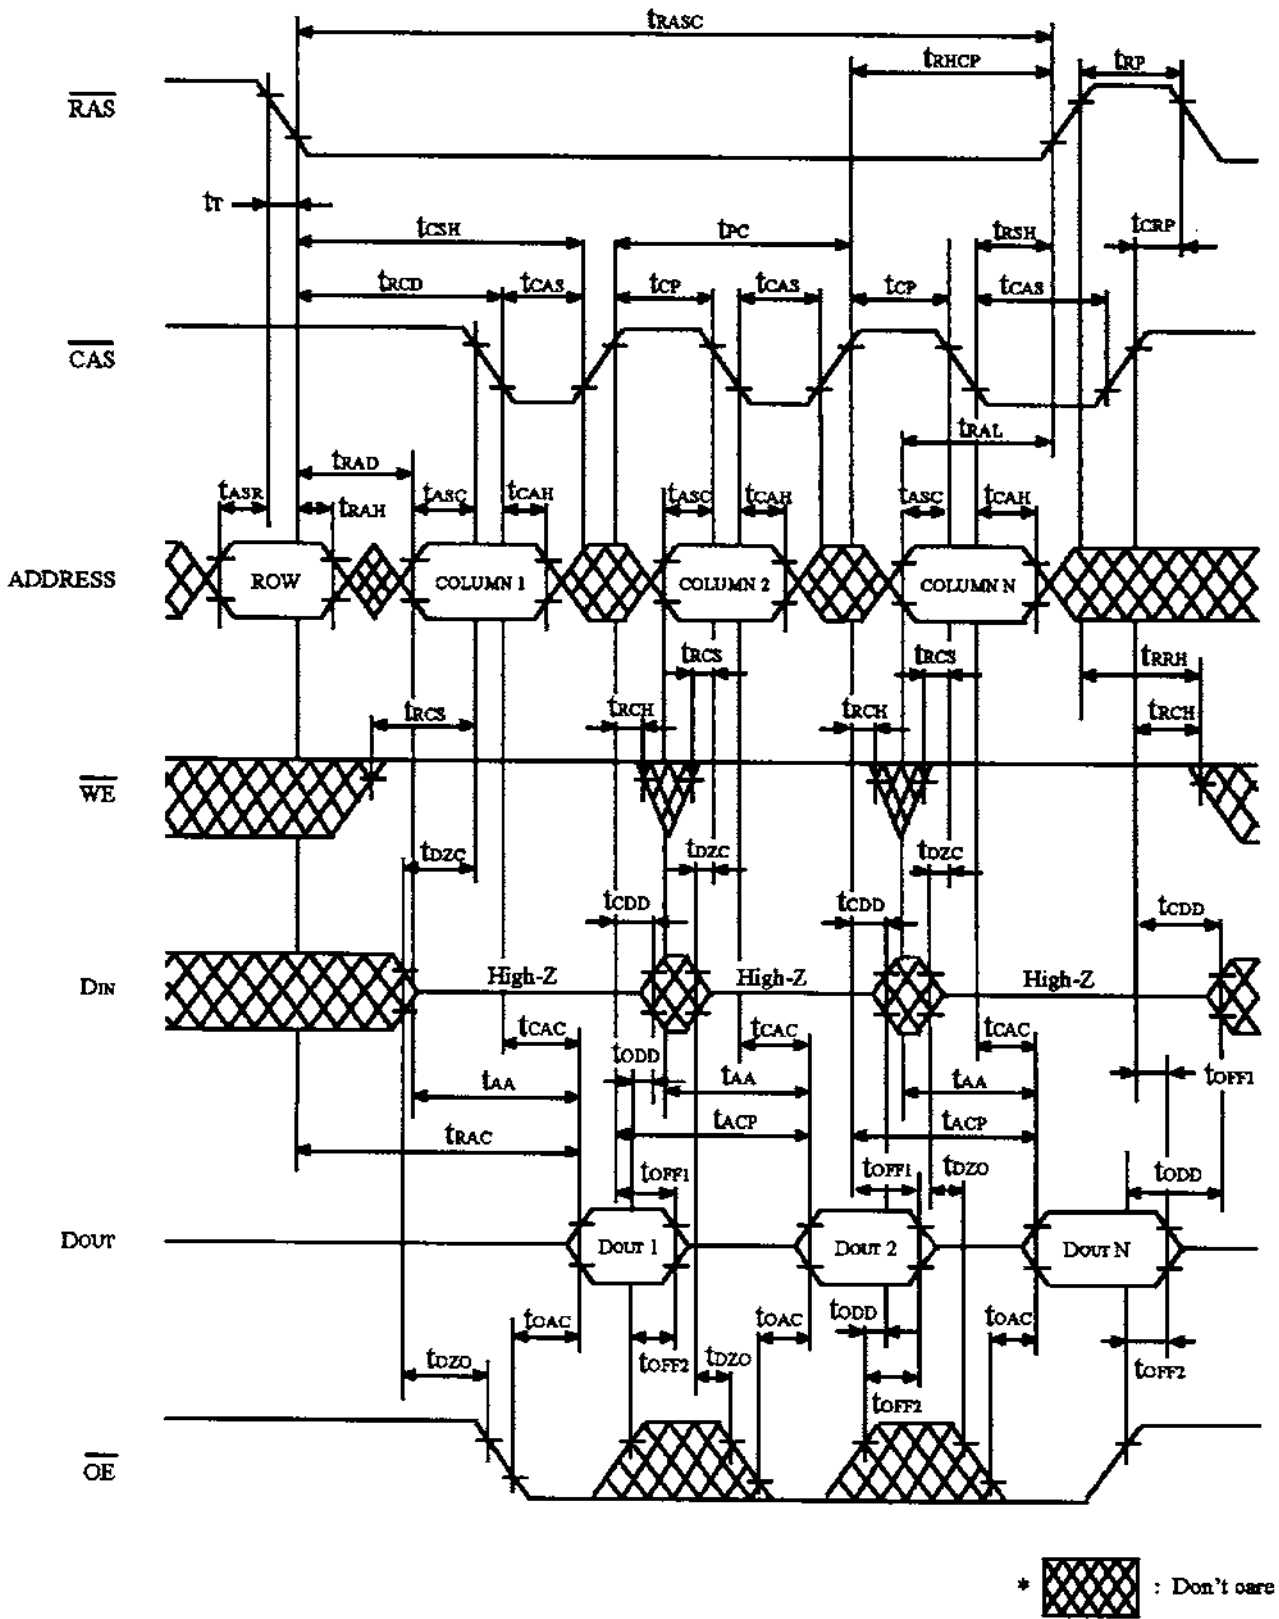 tRASC
tRHCP
tRP
RAS
tT
tCSH
tPC
tRSH
tCRP
tRCD
tCAS
tCP
tCAS
tCP
tCAS
CAS
tRAL
tRAD
tASR
tRAH
tASC
tCAH
tASC
tCAH
tASC
tCAH
ADDRESS
ROW
COLUMN 1
COLUMN 2
COLUMN N
tRCS
tRCS
tRRH
tRCS
tRCH
tRCH
tRCH
WE
tDZC
tDZC
tDZC
tCDD
tCDD
tCDD
DIN
High-Z
High-Z
High-Z
tCAC
tODD
tCAC
tCAC
tAA
tAA
tAA
tOFF1
tRAC
tACP
tACP
tOFF1
tOFF1
tDZO
tODD
DOUT
DOUT 1
DOUT 2
DOUT N
tOAC
tOAC
tODD
tOAC
tDZO
tOFF2
tDZO
tOFF2
tOFF2
OE
* : Don't care